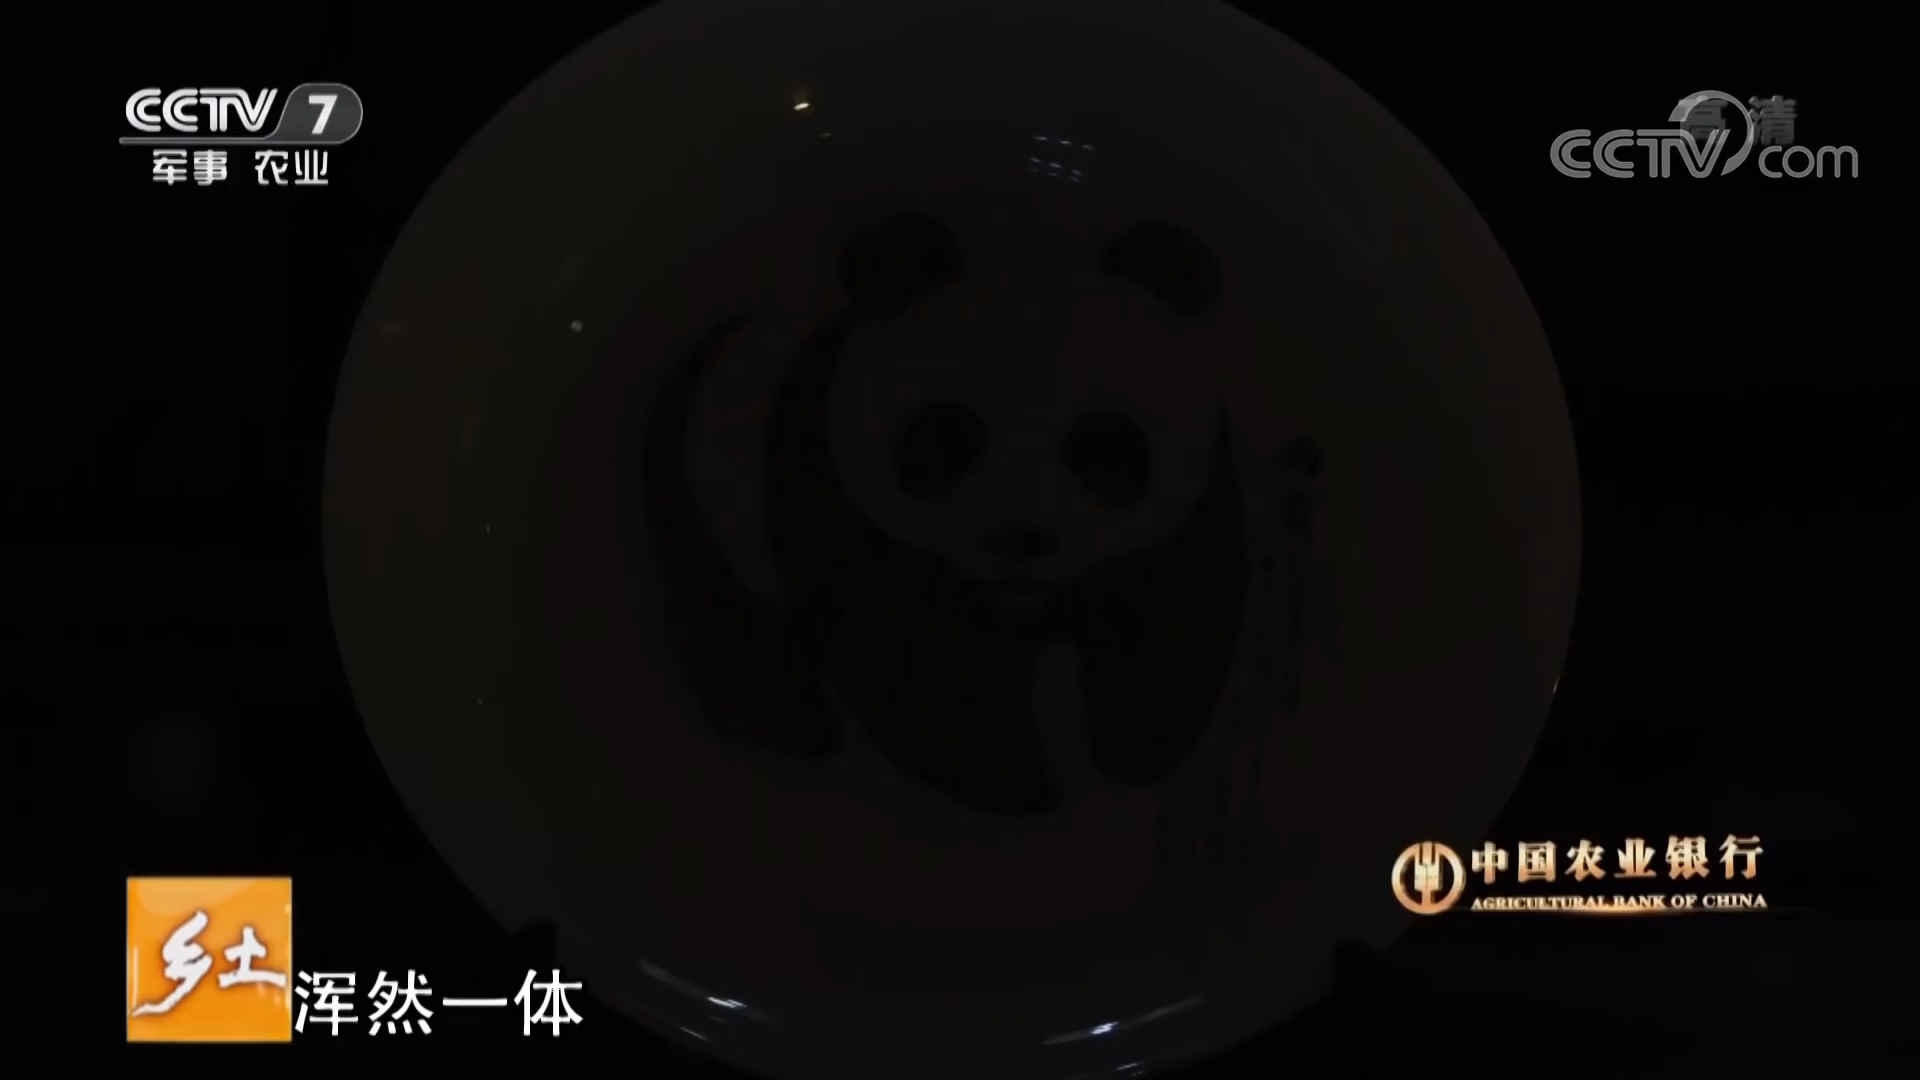 CCTV 7
军事 农业
高清
CCTV com
中国农业银行
AGRICULTURAL BANK OF CHINA
乡土
浑然一体